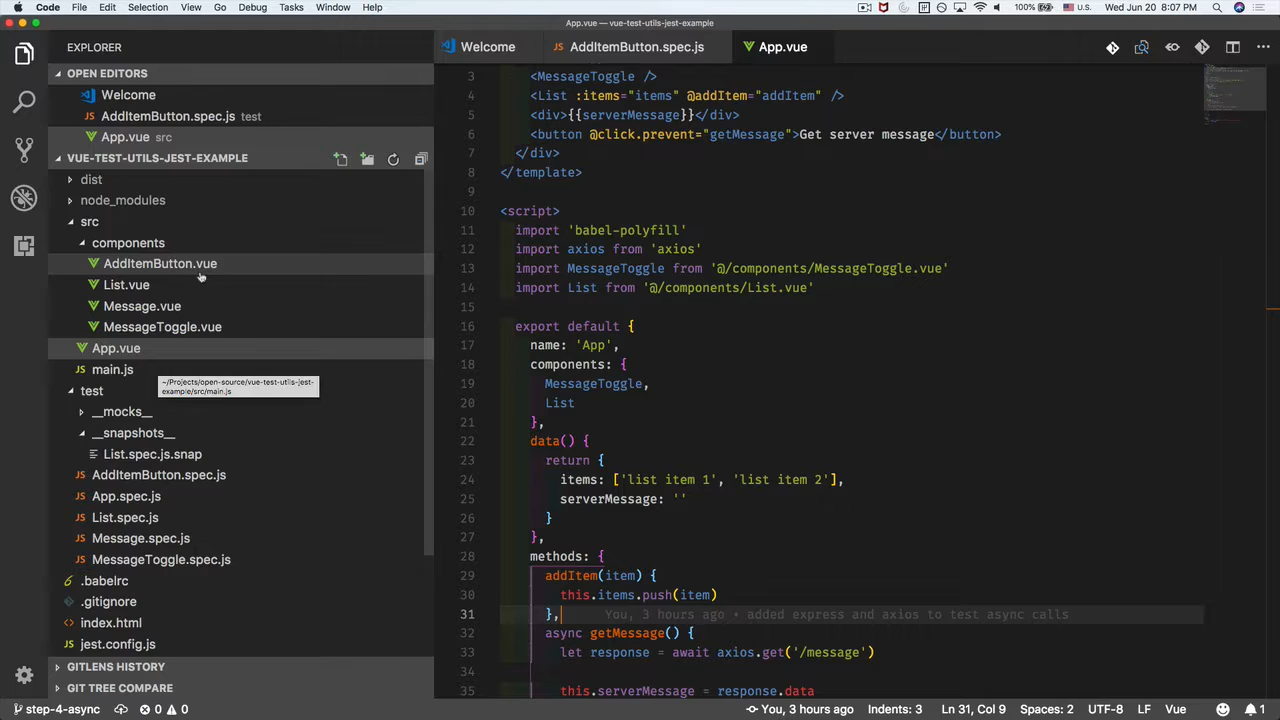 Code File Edit Selection View Go Debug Tasks Window Help 100% U.S. Wed Jun 20 8:07 PM
App.vue — vue-test-utils-jest-example
EXPLORER
OPEN EDITORS
Welcome
AddItemButton.spec.js test
App.vue src
VUE-TEST-UTILS-JEST-EXAMPLE
dist
node_modules
src
components
AddItemButton.vue
List.vue
Message.vue
MessageToggle.vue
App.vue
main.js
~/Projects/open-source/vue-test-utils-jest-
example/src/main.js
test
__mocks__
__snapshots__
List.spec.js.snap
JS AddItemButton.spec.js
JS App.spec.js
JS List.spec.js
JS Message.spec.js
JS MessageToggle.spec.js
.babelrc
.gitignore
index.html
JS jest.config.js
GITLENS HISTORY
GIT TREE COMPARE
Welcome JS AddItemButton.spec.js App.vue
3 <MessageToggle />
4 <List :items="items" @addItem="addItem" />
5 <div>{{serverMessage}}</div>
6 <button @click.prevent="getMessage">Get server message</button>
7 </div>
8 </template>
9
10 <script>
11 import 'babel-polyfill'
12 import axios from 'axios'
13 import MessageToggle from '@/components/MessageToggle.vue'
14 import List from '@/components/List.vue'
15
16 export default {
17 name: 'App',
18 components: {
19 MessageToggle,
20 List
21 },
22 data() {
23 return {
24 items: ['list item 1', 'list item 2'],
25 serverMessage: ''
26 }
27 },
28 methods: {
29 addItem(item) {
30 this.items.push(item)
31 }, You, 3 hours ago • added express and axios to test async calls
32 async getMessage() {
33 let response = await axios.get('/message')
34
35 this.serverMessage = response.data
step-4-async 0 0 You, 3 hours ago Indents: 3 Ln 31, Col 9 Spaces: 2 UTF-8 LF Vue 1